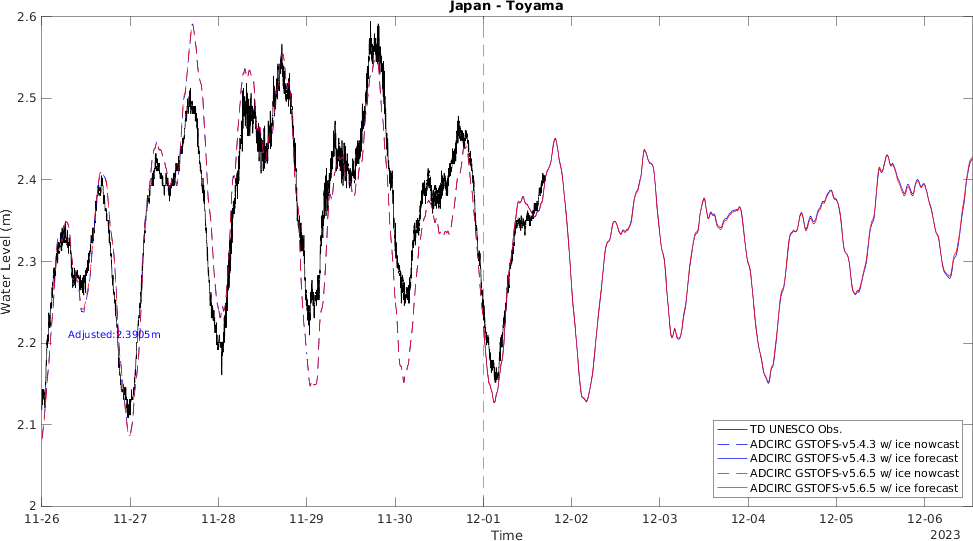 Japan - Toyama
2.6
2.5
2.4
2.3
2.2
2.1
2
Water Level (m)
Adjusted:2.3905m
TD UNESCO Obs.
ADCIRC GSTOFS-v5.4.3 w/ ice nowcast
ADCIRC GSTOFS-v5.4.3 w/ ice forecast
ADCIRC GSTOFS-v5.6.5 w/ ice nowcast
ADCIRC GSTOFS-v5.6.5 w/ ice forecast
11-26 11-27 11-28 11-29 11-30 12-01 12-02 12-03 12-04 12-05 12-06
Time
2023